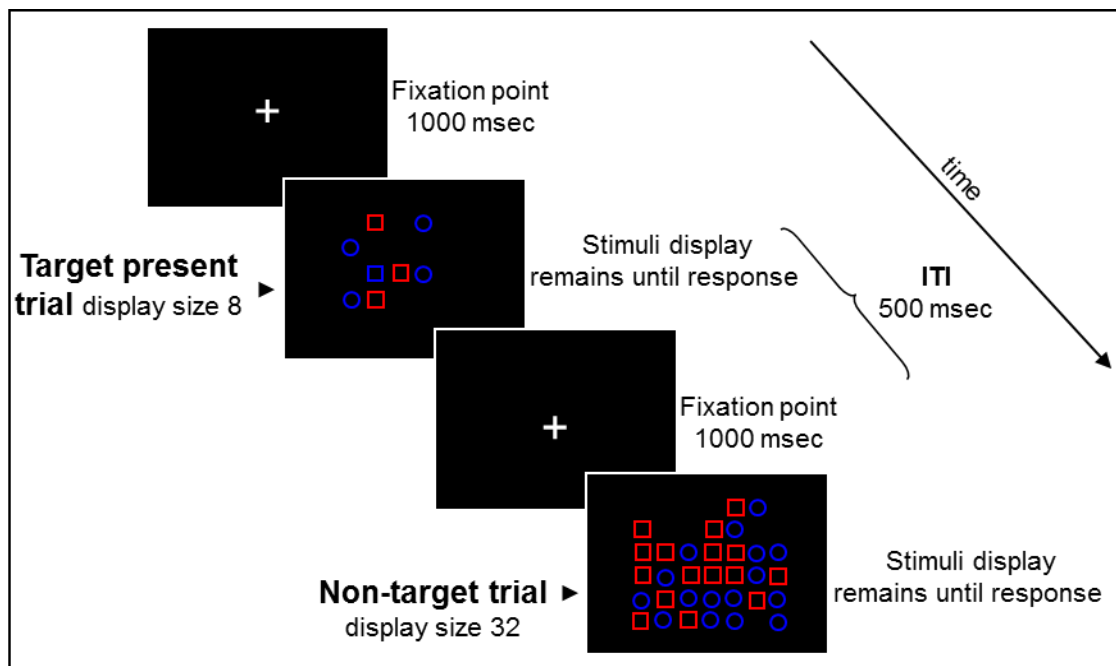 Fixation point
1000 msec
time
Target present
trial display size 8
Stimuli display
remains until response
ITI
500 msec
Fixation point
1000 msec
Non-target trial
display size 32
Stimuli display
remains until response